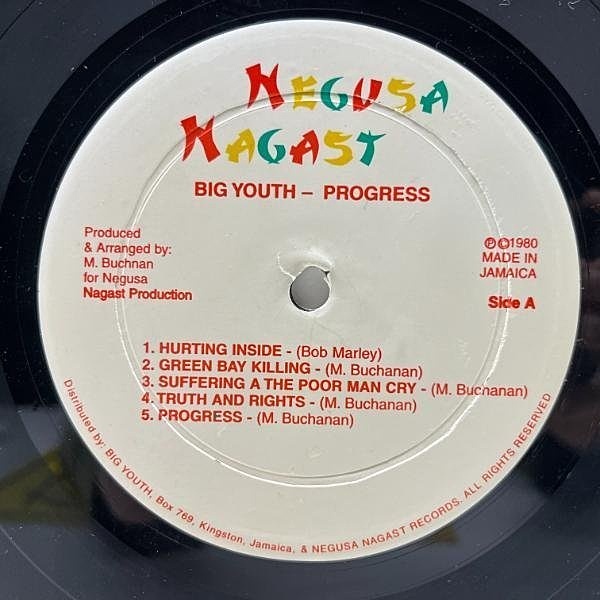 NEGUSA
NAGAST
BIG YOUTH – PROGRESS
Produced
& Arranged by:
M. Buchnan
for Negusa
Nagast Production
℗©1980
MADE IN
JAMAICA
Side A
1. HURTING INSIDE - (Bob Marley)
2. GREEN BAY KILLING - (M. Buchanan)
3. SUFFERING A THE POOR MAN CRY - (M. Buchanan)
4. TRUTH AND RIGHTS - (M. Buchanan)
5. PROGRESS - (M. Buchanan)
Distributed by: BIG YOUTH, Box 769, Kingston, Jamaica, & NEGUSA NAGAST RECORDS. ALL RIGHTS RESERVED